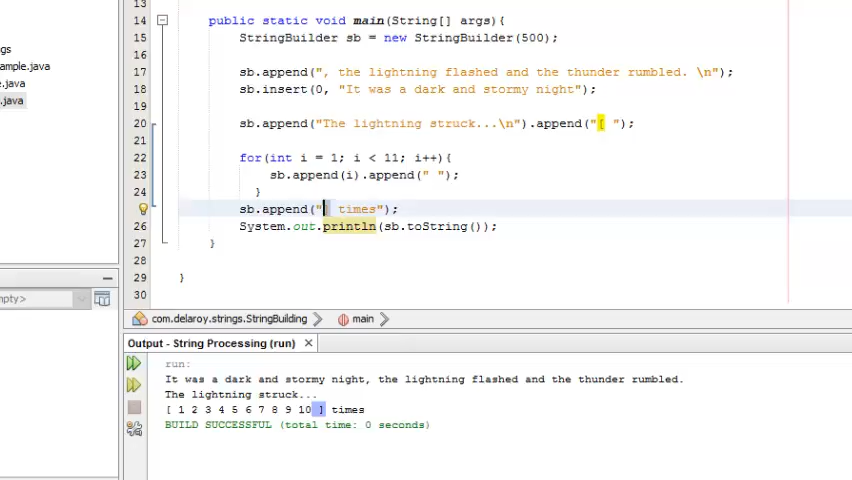 13
14 public static void main(String[] args){
15 StringBuilder sb = new StringBuilder(500);
16
17 sb.append(", the lightning flashed and the thunder rumbled. \n");
18 sb.insert(0, "It was a dark and stormy night");
19
20 sb.append("The lightning struck...\n").append("[ ");
21
22 for(int i = 1; i < 11; i++){
23 sb.append(i).append(" ");
24 }
sb.append("] times");
26 System.out.println(sb.toString());
27 }
28
29 }
30
gs
ample.java
e.java
.java
mpty>
com.delaroy.strings.StringBuilding main
Output - String Processing (run) ×
run:
It was a dark and stormy night, the lightning flashed and the thunder rumbled.
The lightning struck...
[ 1 2 3 4 5 6 7 8 9 10 ] times
BUILD SUCCESSFUL (total time: 0 seconds)